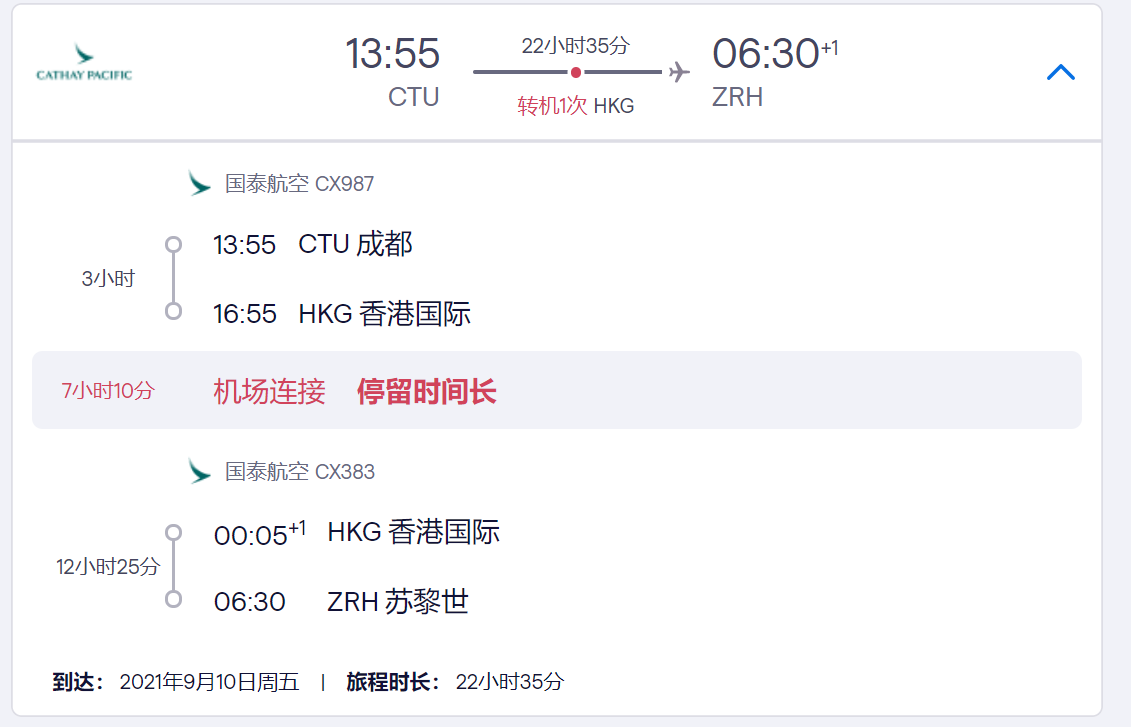 CATHAY PACIFIC
13:55 22小时35分 06:30+1
CTU 转机1次 HKG ZRH
国泰航空 CX987
13:55 CTU 成都
3小时
16:55 HKG 香港国际
7小时10分 机场连接 停留时间长
国泰航空 CX383
00:05+1 HKG 香港国际
12小时25分
06:30 ZRH 苏黎世
到达： 2021年9月10日周五 | 旅程时长： 22小时35分